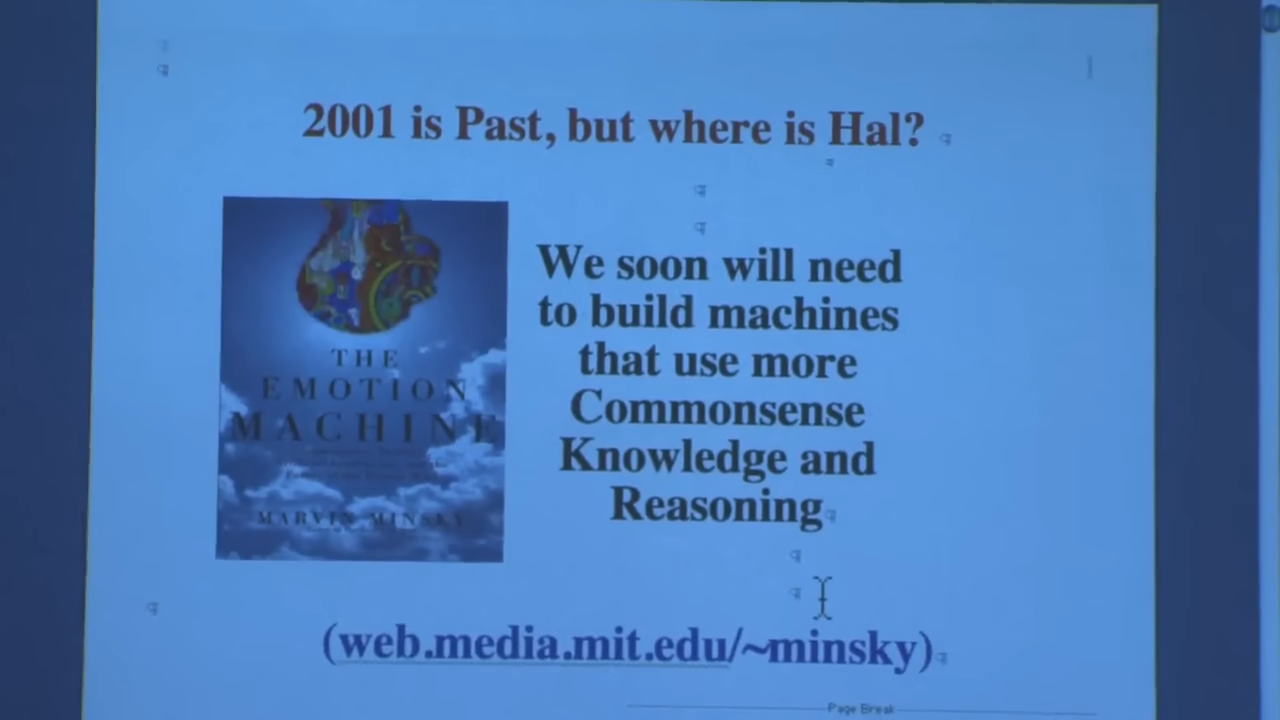 2001 is Past, but where is Hal?
THE
EMOTION
MACHINE
MARVIN MINSKY
We soon will need
to build machines
that use more
Commonsense
Knowledge and
Reasoning
(web.media.mit.edu/~minsky)
Page Break